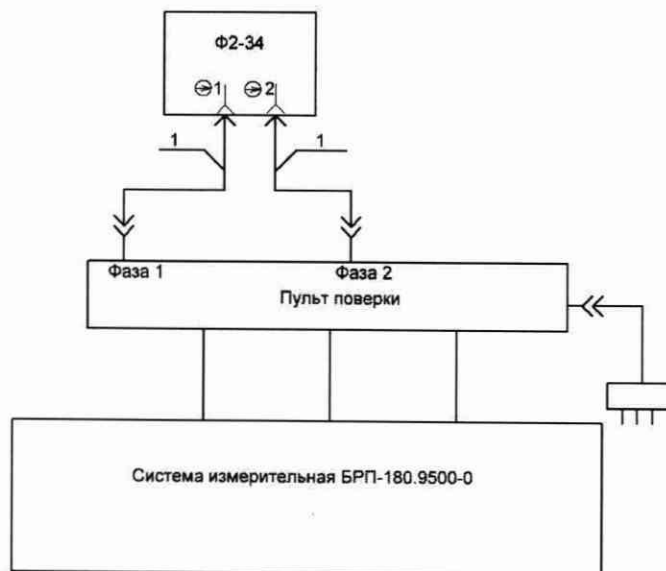 Ф2-34
1 2
1 1
Фаза 1 Фаза 2
Пульт поверки
Система измерительная БРП-180.9500-0